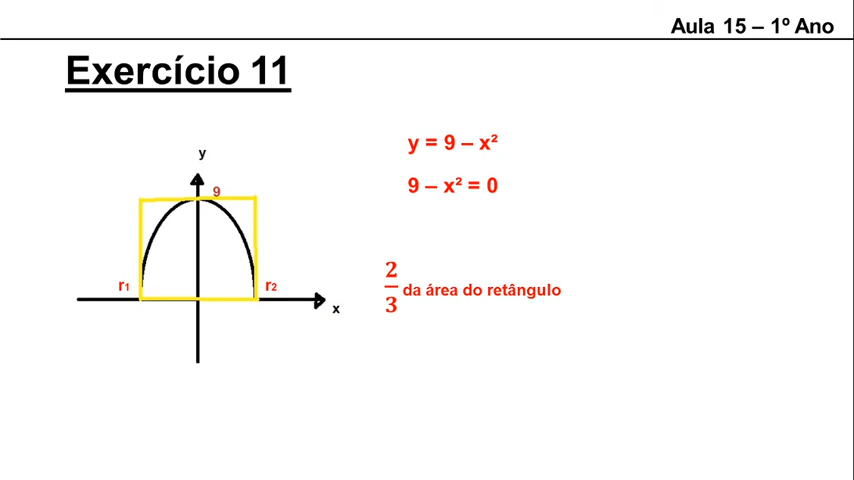 Aula 15 – 1º Ano
Exercício 11
y = 9 – x²
y
9 – x² = 0
9
2
3
da área do retângulo
r₁
r₂
x